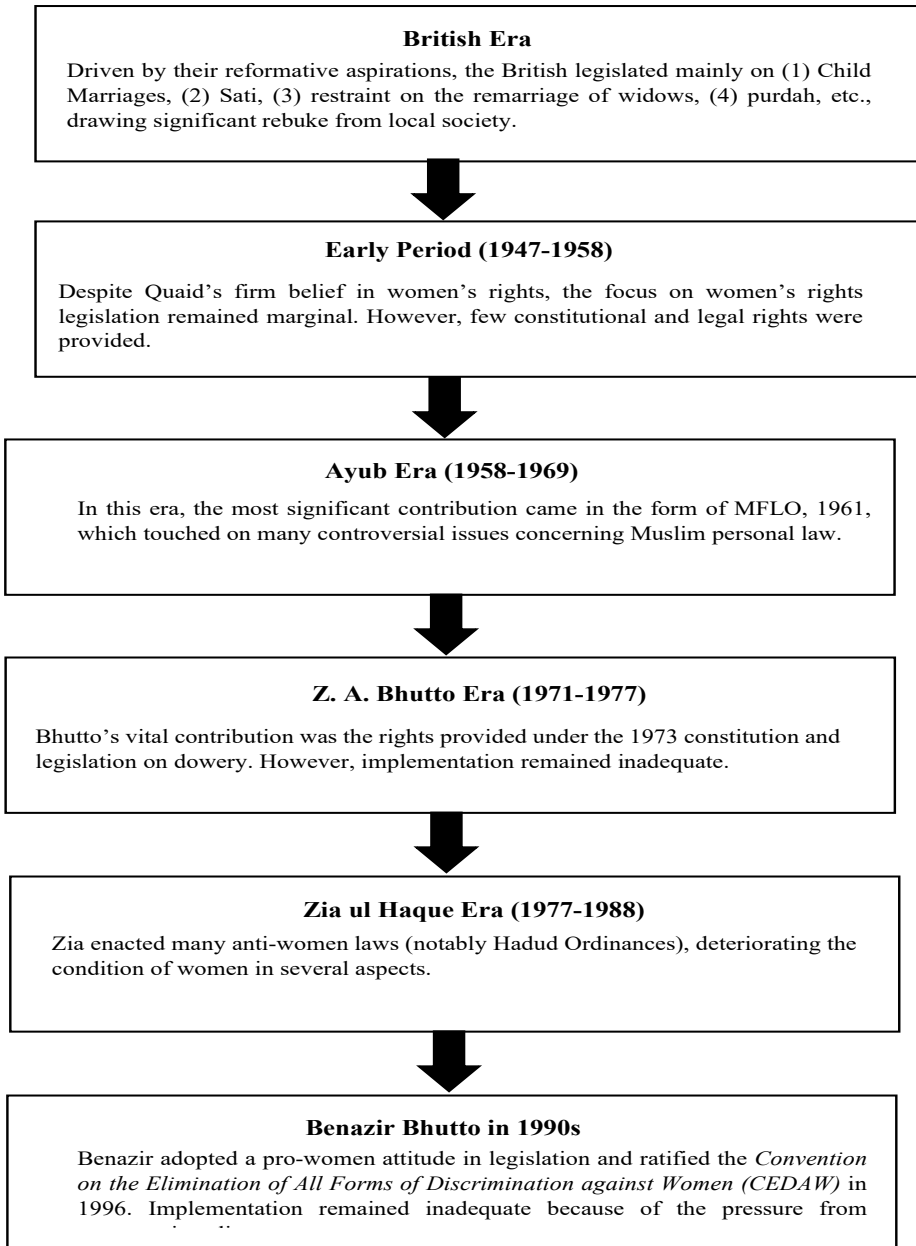 British Era
Driven by their reformative aspirations, the British legislated mainly on (1) Child
Marriages, (2) Sati, (3) restraint on the remarriage of widows, (4) purdah, etc.,
drawing significant rebuke from local society.
Early Period (1947-1958)
Despite Quaid’s firm belief in women’s rights, the focus on women’s rights
legislation remained marginal. However, few constitutional and legal rights were
provided.
Ayub Era (1958-1969)
In this era, the most significant contribution came in the form of MFLO, 1961,
which touched on many controversial issues concerning Muslim personal law.
Z. A. Bhutto Era (1971-1977)
Bhutto’s vital contribution was the rights provided under the 1973 constitution and
legislation on dowery. However, implementation remained inadequate.
Zia ul Haque Era (1977-1988)
Zia enacted many anti-women laws (notably Hadud Ordinances), deteriorating the
condition of women in several aspects.
Benazir Bhutto in 1990s
Benazir adopted a pro-women attitude in legislation and ratified the Convention
on the Elimination of All Forms of Discrimination against Women (CEDAW) in
1996. Implementation remained inadequate because of the pressure from